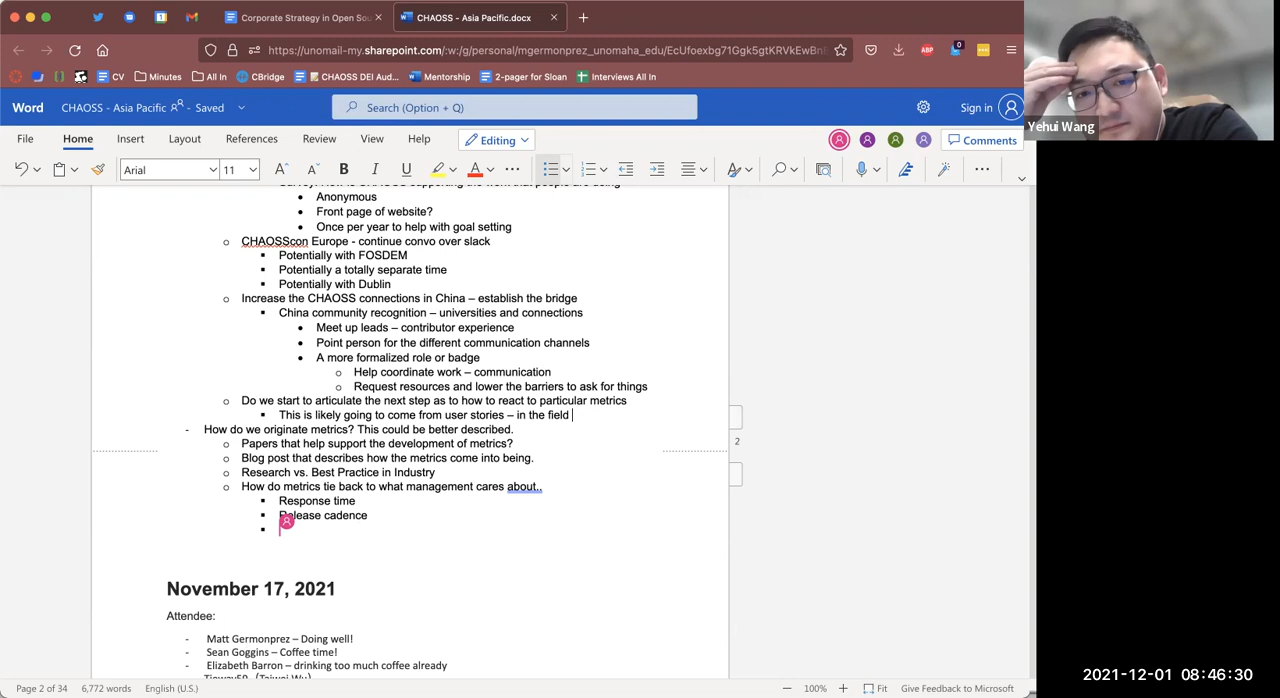 Corporate Strategy in Open Sou
CHAOSS - Asia Pacific.docx
https://unomail-my.sharepoint.com/:w:/g/personal/mgermonprez_unomaha_edu/EcUfoexbg71Ggk5gtKRVkEwBn
ABP
0
CV
Minutes
All In
CBridge
CHAOSS DEI Aud...
Mentorship
2-pager for Sloan
Interviews All In
Word
CHAOSS - Asia Pacific - Saved
Search (Option + Q)
Sign in
Yehui Wang
File
Home
Insert
Layout
References
Review
View
Help
Editing
Comments
Arial
11
Anonymous
Front page of website?
Once per year to help with goal setting
CHAOSScon Europe - continue convo over slack
Potentially with FOSDEM
Potentially a totally separate time
Potentially with Dublin
Increase the CHAOSS connections in China – establish the bridge
China community recognition – universities and connections
Meet up leads – contributor experience
Point person for the different communication channels
A more formalized role or badge
Help coordinate work – communication
Request resources and lower the barriers to ask for things
Do we start to articulate the next step as to how to react to particular metrics
This is likely going to come from user stories – in the field
- How do we originate metrics? This could be better described.
Papers that help support the development of metrics?
2
Blog post that describes how the metrics come into being.
Research vs. Best Practice in Industry
How do metrics tie back to what management cares about..
Response time
Release cadence
November 17, 2021
Attendee:
- Matt Germonprez – Doing well!
- Sean Goggins – Coffee time!
- Elizabeth Barron – drinking too much coffee already
2021-12-01 08:46:30
Page 2 of 34
6,772 words
English (U.S.)
100%
Fit
Give Feedback to Microsoft